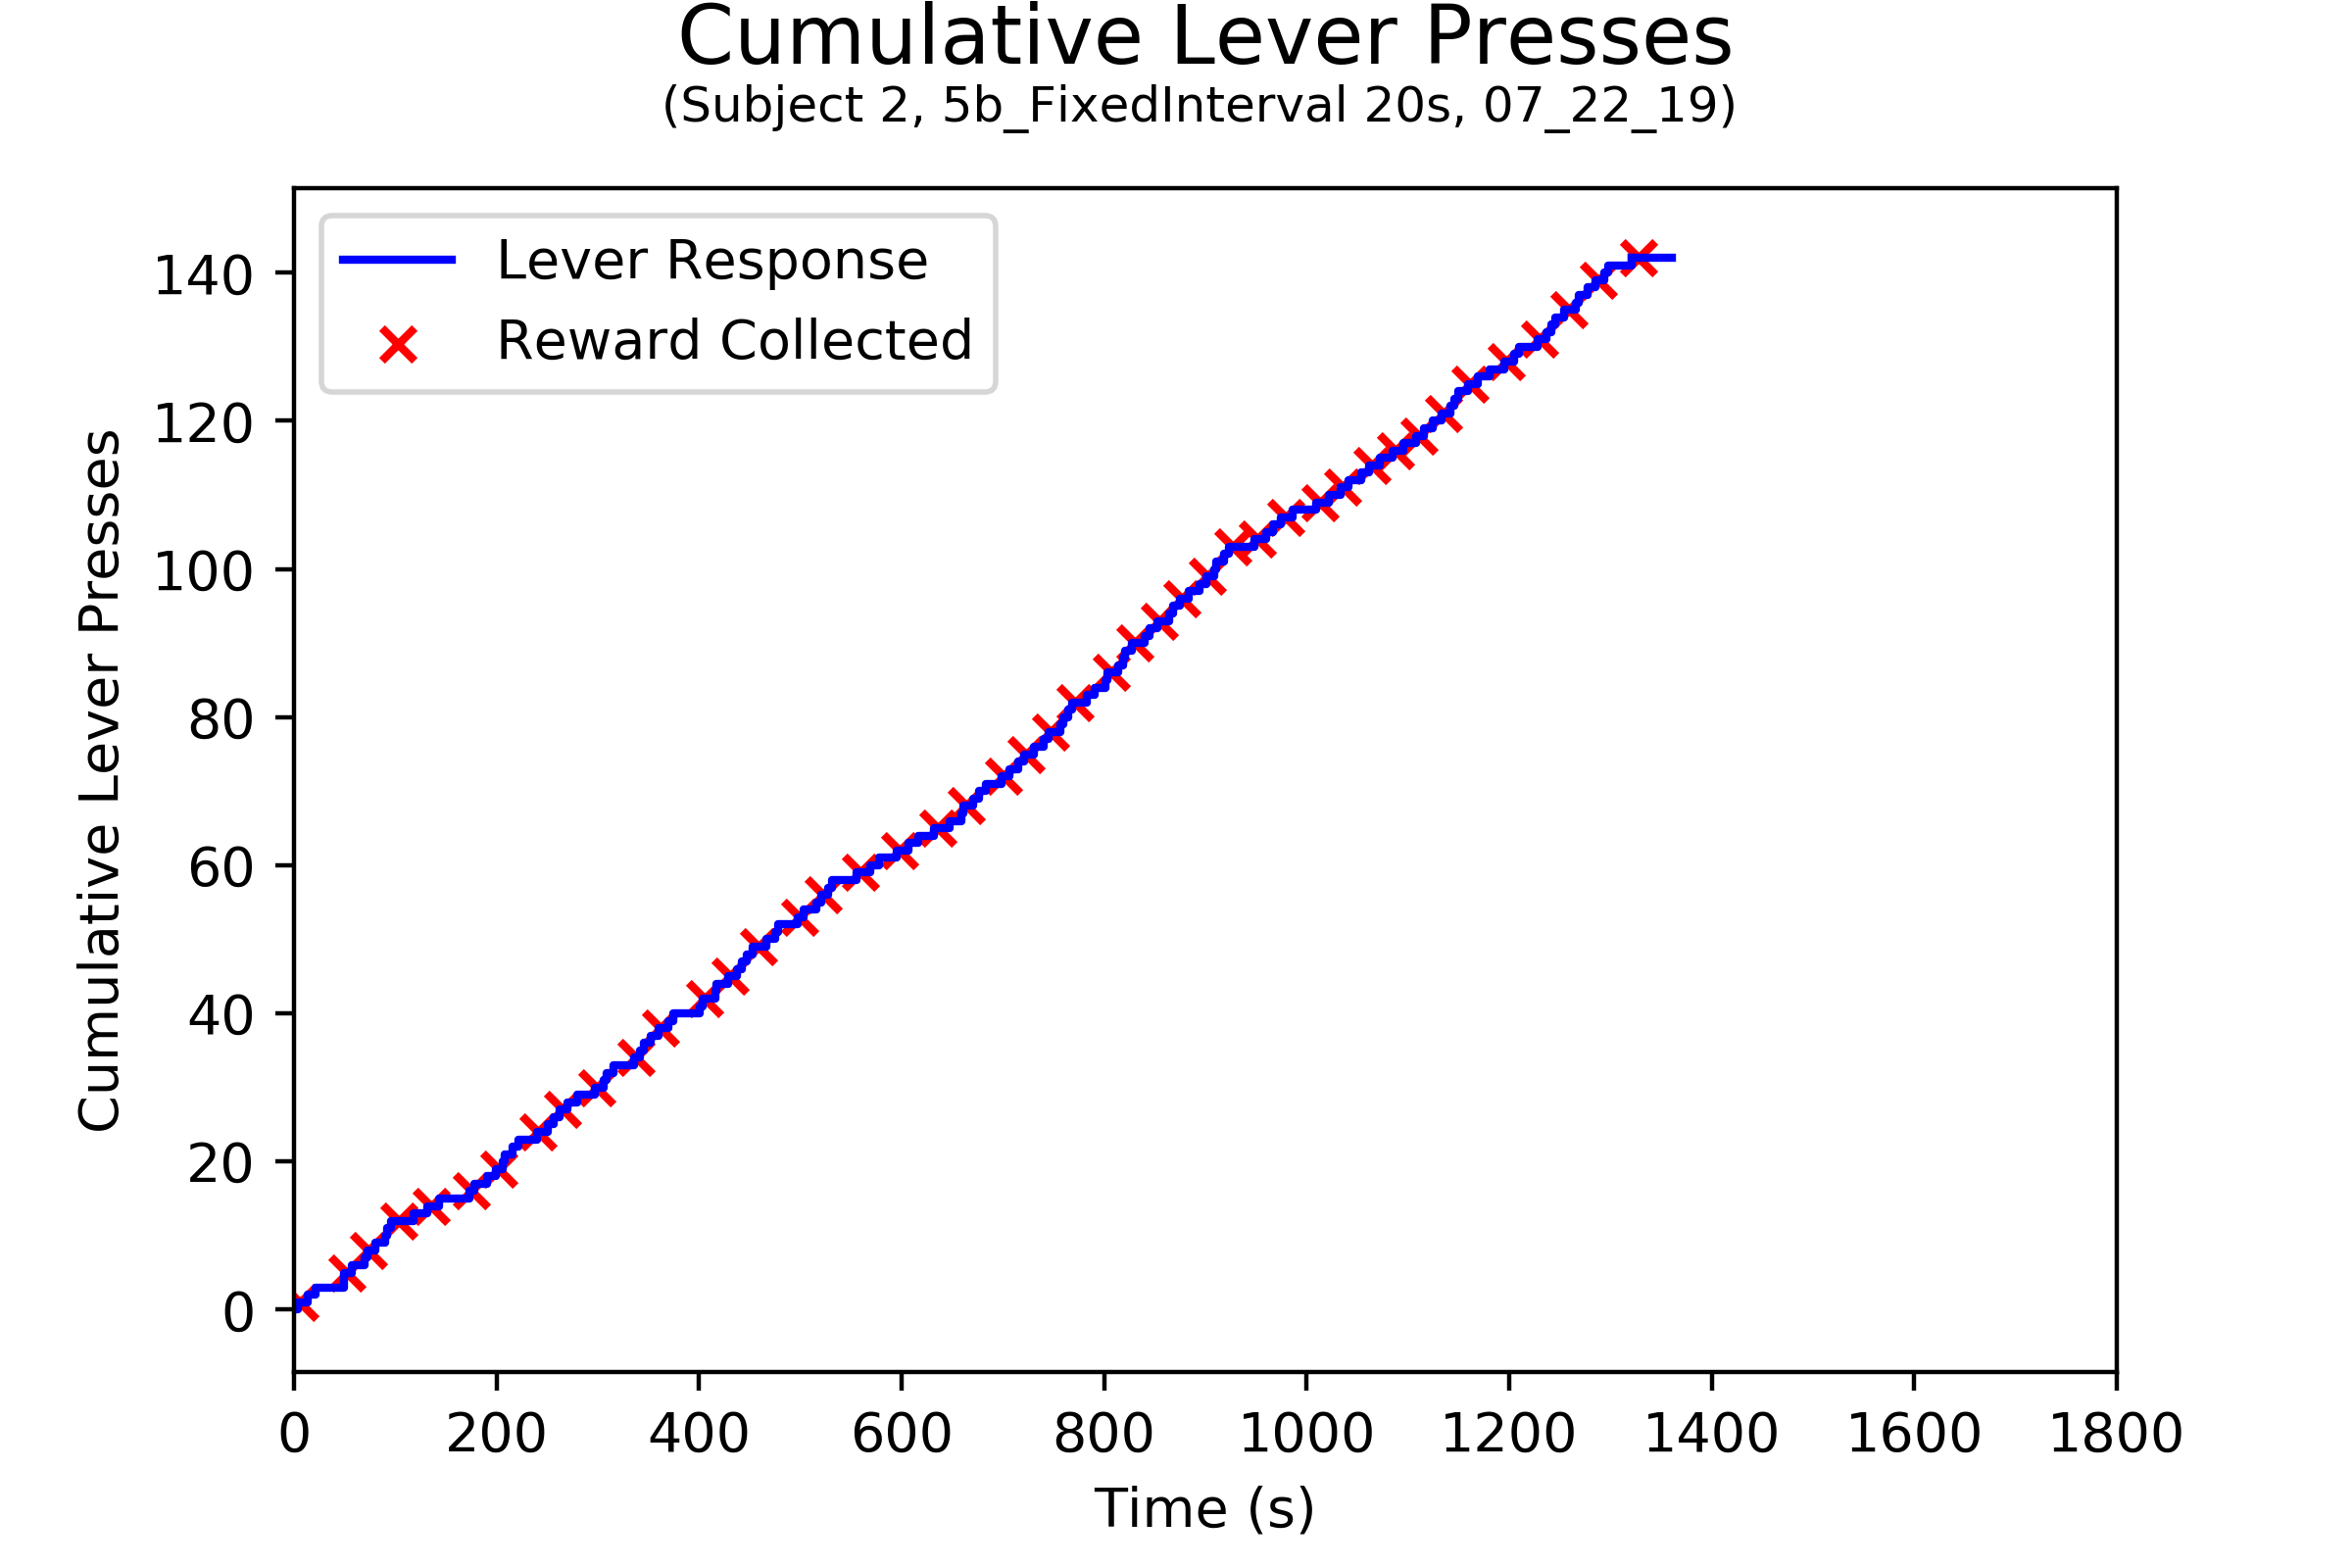 Cumulative Lever Presses
(Subject 2, 5b_FixedInterval 20s, 07_22_19)
Lever Response
Reward Collected
Cumulative Lever Presses
140
120
100
80
60
40
20
0
0 200 400 600 800 1000 1200 1400 1600 1800
Time (s)